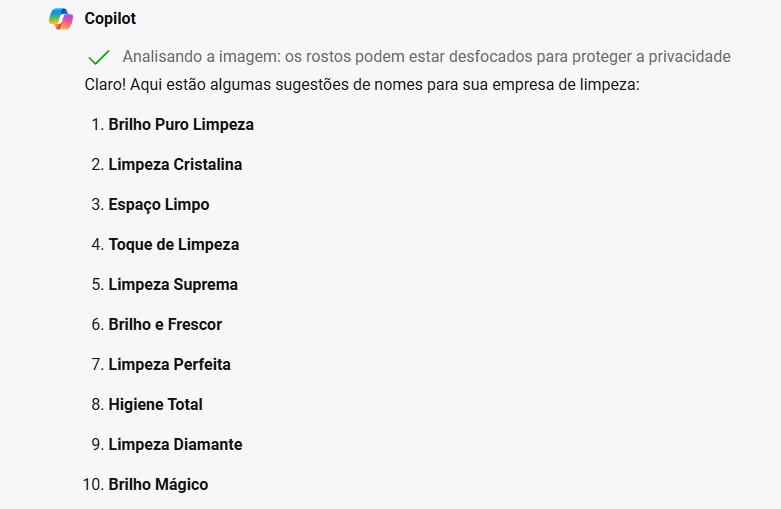 Copilot
Analisando a imagem: os rostos podem estar desfocados para proteger a privacidade
Claro! Aqui estão algumas sugestões de nomes para sua empresa de limpeza:
1. Brilho Puro Limpeza
2. Limpeza Cristalina
3. Espaço Limpo
4. Toque de Limpeza
5. Limpeza Suprema
6. Brilho e Frescor
7. Limpeza Perfeita
8. Higiene Total
9. Limpeza Diamante
10. Brilho Mágico